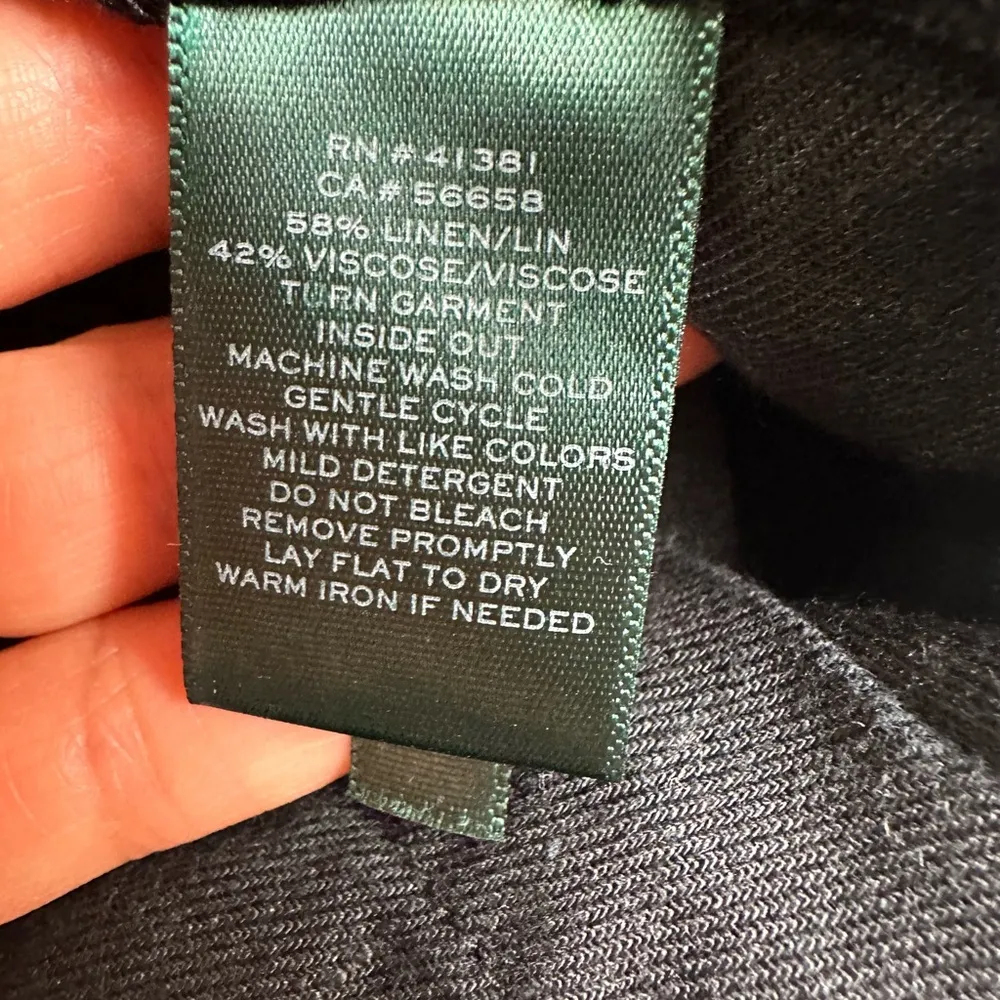 RN # 41381
CA # 56658
58% LINEN/LIN
42% VISCOSE/VISCOSE
TURN GARMENT
INSIDE OUT
MACHINE WASH COLD
GENTLE CYCLE
WASH WITH LIKE COLORS
MILD DETERGENT
DO NOT BLEACH
REMOVE PROMPTLY
LAY FLAT TO DRY
WARM IRON IF NEEDED